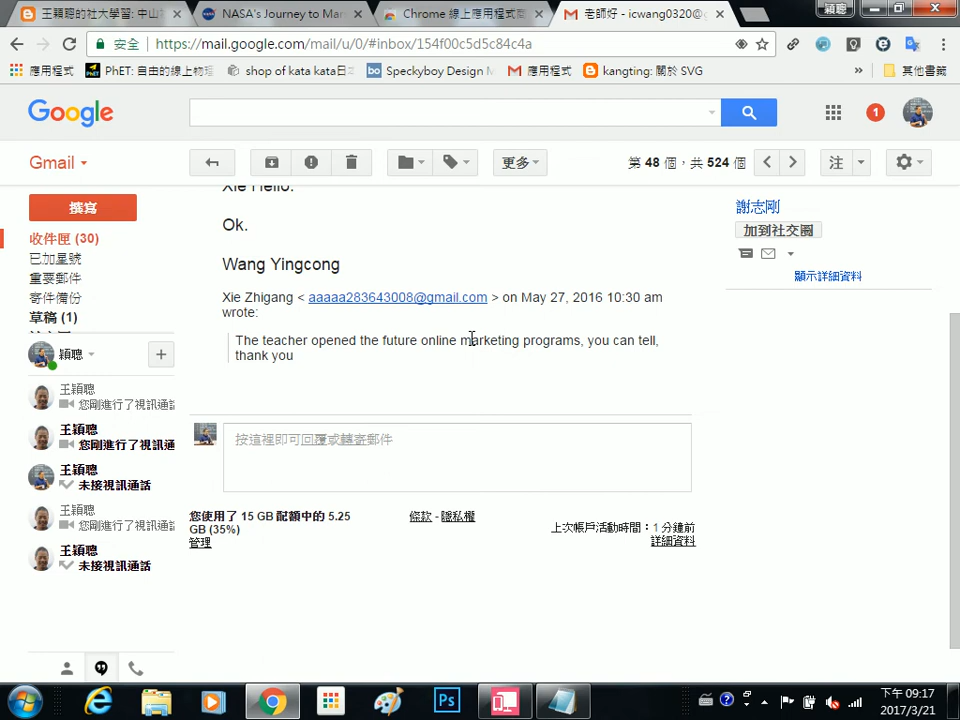 王穎聰的社大學習: 中山
NASA's Journey to Mar
Chrome 線上應用程式商
老師好 - icwang0320@g
穎聰
安全 https://mail.google.com/mail/u/0/#inbox/154f00c5d5c84c4a
應用程式 PhET: 自由的線上物理 shop of kata kata日本 Speckyboy Design M 應用程式 kangting: 關於 SVG » 其他書籤
Google
1
Gmail
更多
第 48 個，共 524 個
注
撰寫
收件匣 (30)
已加星號
重要郵件
寄件備份
草稿 (1)
穎聰
王穎聰
您剛進行了視訊通話
王穎聰
您剛進行了視訊通
王穎聰
未接視訊通話
王穎聰
您剛進行了視訊通話
王穎聰
未接視訊通話
Xie Hello:
Ok.
Wang Yingcong
Xie Zhigang < aaaaa283643008@gmail.com > on May 27, 2016 10:30 am
wrote:
The teacher opened the future online marketing programs, you can tell,
thank you
按這裡即可回覆或轉寄郵件
您使用了 15 GB 配額中的 5.25
GB (35%)
管理
條款 - 隱私權
上次帳戶活動時間：1 分鐘前
詳細資料
謝志剛
加到社交圈
顯示詳細資料
Ps
下午 09:17
2017/3/21